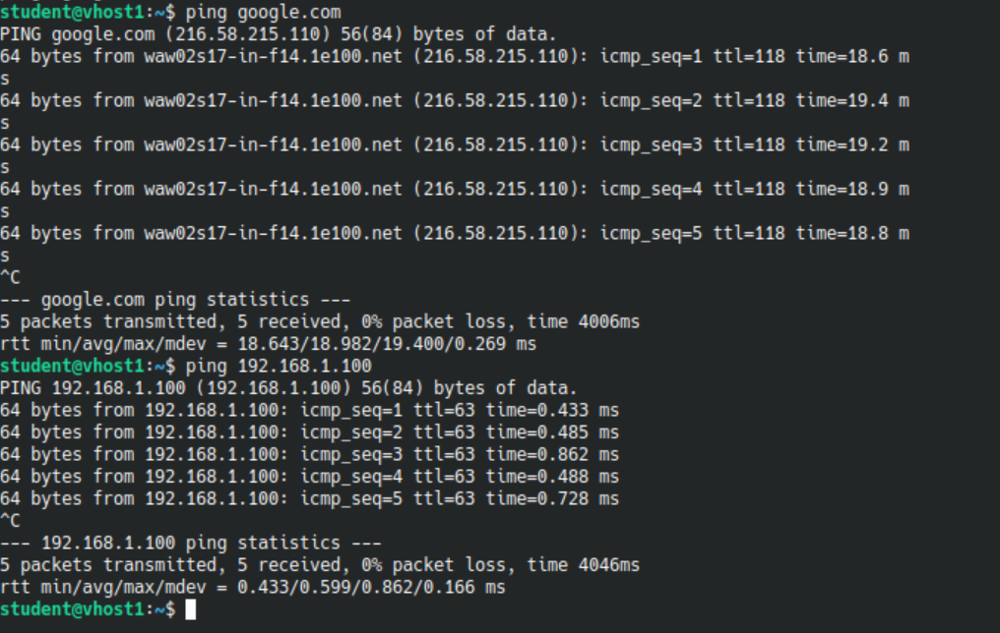 student@vhost1:~$ ping google.com
PING google.com (216.58.215.110) 56(84) bytes of data.
64 bytes from waw02s17-in-f14.1e100.net (216.58.215.110): icmp_seq=1 ttl=118 time=18.6 m
s
64 bytes from waw02s17-in-f14.1e100.net (216.58.215.110): icmp_seq=2 ttl=118 time=19.4 m
s
64 bytes from waw02s17-in-f14.1e100.net (216.58.215.110): icmp_seq=3 ttl=118 time=19.2 m
s
64 bytes from waw02s17-in-f14.1e100.net (216.58.215.110): icmp_seq=4 ttl=118 time=18.9 m
s
64 bytes from waw02s17-in-f14.1e100.net (216.58.215.110): icmp_seq=5 ttl=118 time=18.8 m
s
^C
--- google.com ping statistics ---
5 packets transmitted, 5 received, 0% packet loss, time 4006ms
rtt min/avg/max/mdev = 18.643/18.982/19.400/0.269 ms
student@vhost1:~$ ping 192.168.1.100
PING 192.168.1.100 (192.168.1.100) 56(84) bytes of data.
64 bytes from 192.168.1.100: icmp_seq=1 ttl=63 time=0.433 ms
64 bytes from 192.168.1.100: icmp_seq=2 ttl=63 time=0.485 ms
64 bytes from 192.168.1.100: icmp_seq=3 ttl=63 time=0.862 ms
64 bytes from 192.168.1.100: icmp_seq=4 ttl=63 time=0.488 ms
64 bytes from 192.168.1.100: icmp_seq=5 ttl=63 time=0.728 ms
^C
--- 192.168.1.100 ping statistics ---
5 packets transmitted, 5 received, 0% packet loss, time 4046ms
rtt min/avg/max/mdev = 0.433/0.599/0.862/0.166 ms
student@vhost1:~$